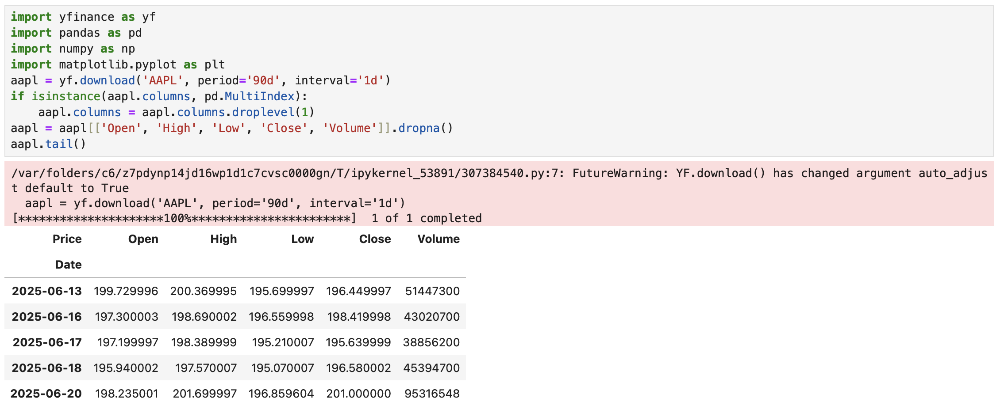 import yfinance as yf
import pandas as pd
import numpy as np
import matplotlib.pyplot as plt
aapl = yf.download('AAPL', period='90d', interval='1d')
if isinstance(aapl.columns, pd.MultiIndex):
    aapl.columns = aapl.columns.droplevel(1)
aapl = aapl[['Open', 'High', 'Low', 'Close', 'Volume']].dropna()
aapl.tail()
/var/folders/c6/z7pdynp14jd16wp1d1c7cvsc0000gn/T/ipykernel_53891/307384540.py:7: FutureWarning: YF.download() has changed argument auto_adjus
t default to True
  aapl = yf.download('AAPL', period='90d', interval='1d')
[*********************100%***********************]  1 of 1 completed
Price Open High Low Close Volume
Date
2025-06-13 199.729996 200.369995 195.699997 196.449997 51447300
2025-06-16 197.300003 198.690002 196.559998 198.419998 43020700
2025-06-17 197.199997 198.389999 195.210007 195.639999 38856200
2025-06-18 195.940002 197.570007 195.070007 196.580002 45394700
2025-06-20 198.235001 201.699997 196.859604 201.000000 95316548